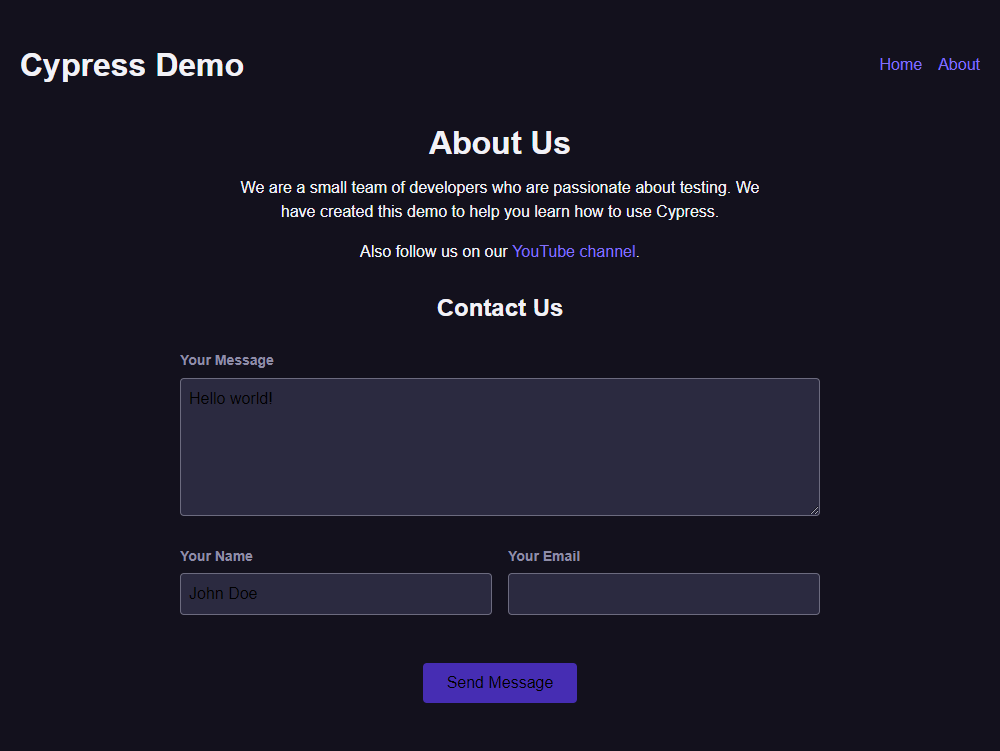 Cypress Demo
Home About
About Us
We are a small team of developers who are passionate about testing. We
have created this demo to help you learn how to use Cypress.
Also follow us on our YouTube channel.
Contact Us
Your Message
Hello world!
Your Name Your Email
John Doe
Send Message